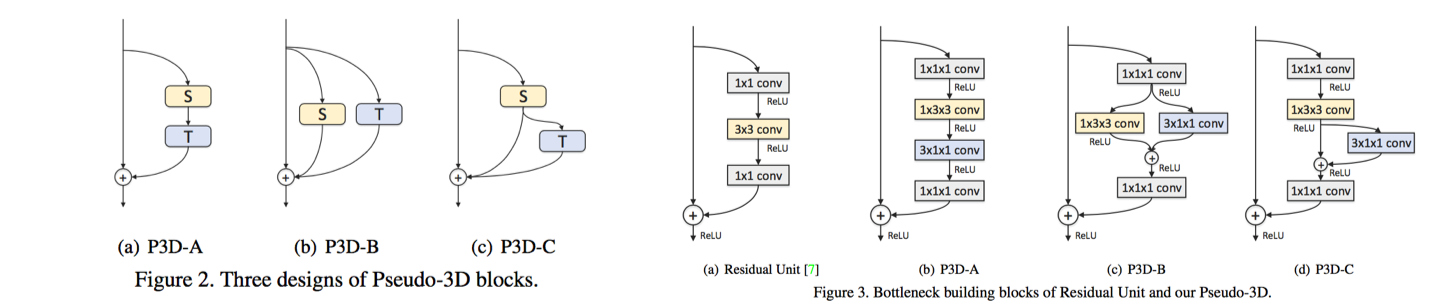 S
T
+
(a) P3D-A
S
T
+
(b) P3D-B
S
T
+
(c) P3D-C
Figure 2. Three designs of Pseudo-3D blocks.
1x1 conv
ReLU
3x3 conv
ReLU
1x1 conv
+
ReLU
(a) Residual Unit [7]
1x1x1 conv
ReLU
1x3x3 conv
ReLU
3x1x1 conv
ReLU
1x1x1 conv
+
ReLU
(b) P3D-A
1x1x1 conv
ReLU
1x3x3 conv
3x1x1 conv
ReLU
+
ReLU
1x1x1 conv
+
ReLU
(c) P3D-B
1x1x1 conv
ReLU
1x3x3 conv
ReLU
3x1x1 conv
+
ReLU
1x1x1 conv
+
ReLU
(d) P3D-C
Figure 3. Bottleneck building blocks of Residual Unit and our Pseudo-3D.